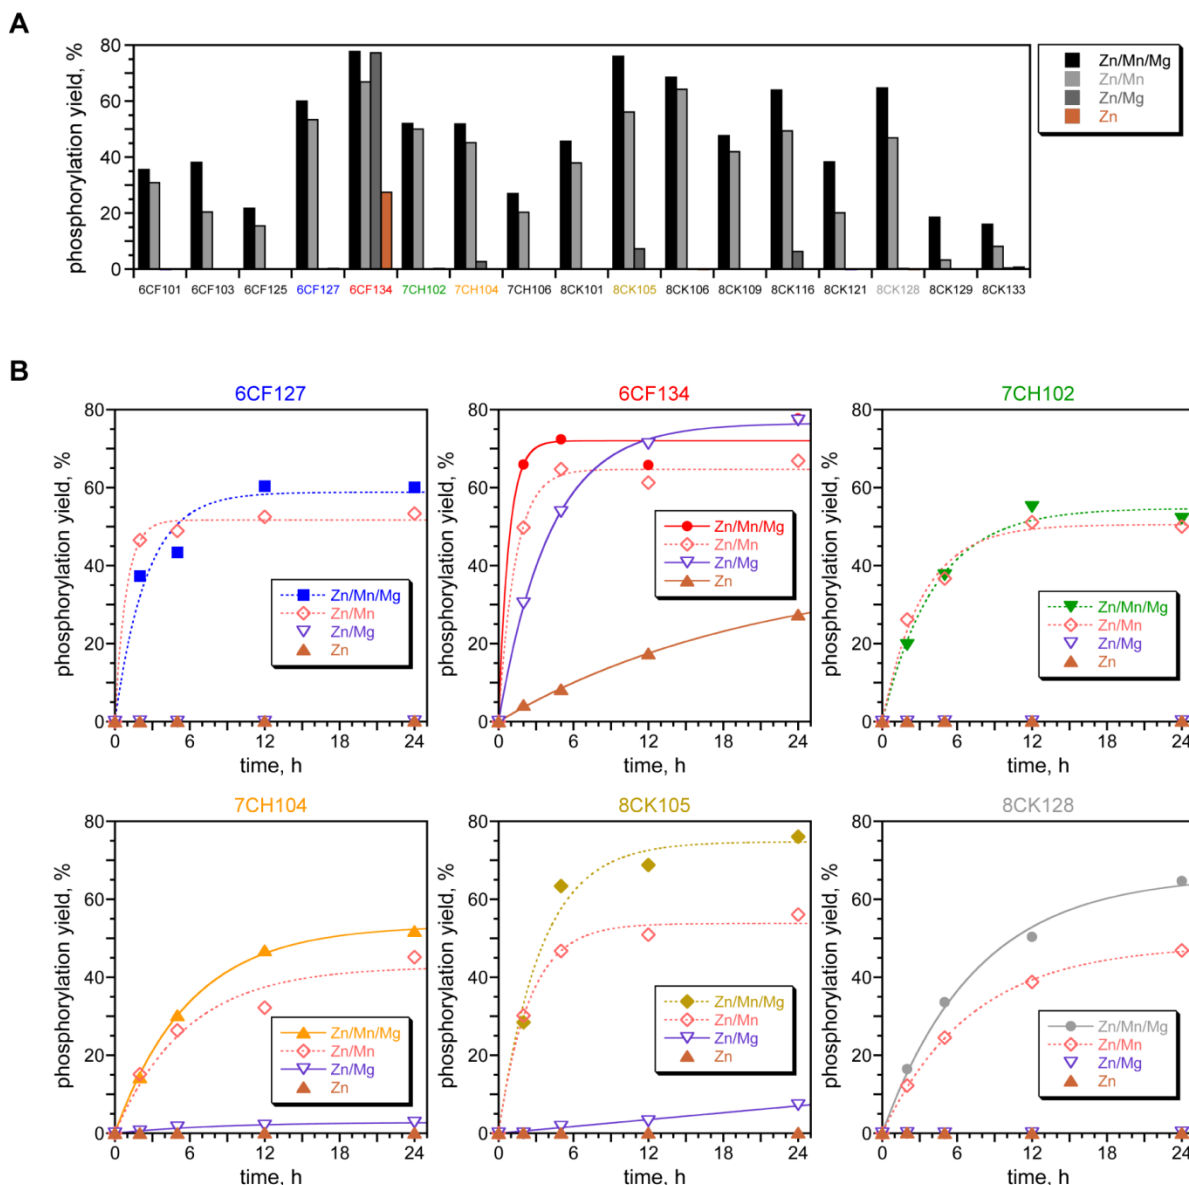 A
phosphorylation yield, %
80
60
40
20
0
6CF101 6CF103 6CF125 6CF127 6CF134 7CH102 7CH104 7CH106 8CK101 8CK105 8CK106 8CK109 8CK116 8CK121 8CK128 8CK129 8CK133
Zn/Mn/Mg
Zn/Mn
Zn/Mg
Zn
B
6CF127
phosphorylation yield, %
80
60
40
20
0
0 6 12 18 24
time, h
Zn/Mn/Mg
Zn/Mn
Zn/Mg
Zn
6CF134
phosphorylation yield, %
80
60
40
20
0
0 6 12 18 24
time, h
Zn/Mn/Mg
Zn/Mn
Zn/Mg
Zn
7CH102
phosphorylation yield, %
80
60
40
20
0
0 6 12 18 24
time, h
Zn/Mn/Mg
Zn/Mn
Zn/Mg
Zn
7CH104
phosphorylation yield, %
80
60
40
20
0
0 6 12 18 24
time, h
Zn/Mn/Mg
Zn/Mn
Zn/Mg
Zn
8CK105
phosphorylation yield, %
80
60
40
20
0
0 6 12 18 24
time, h
Zn/Mn/Mg
Zn/Mn
Zn/Mg
Zn
8CK128
phosphorylation yield, %
80
60
40
20
0
0 6 12 18 24
time, h
Zn/Mn/Mg
Zn/Mn
Zn/Mg
Zn